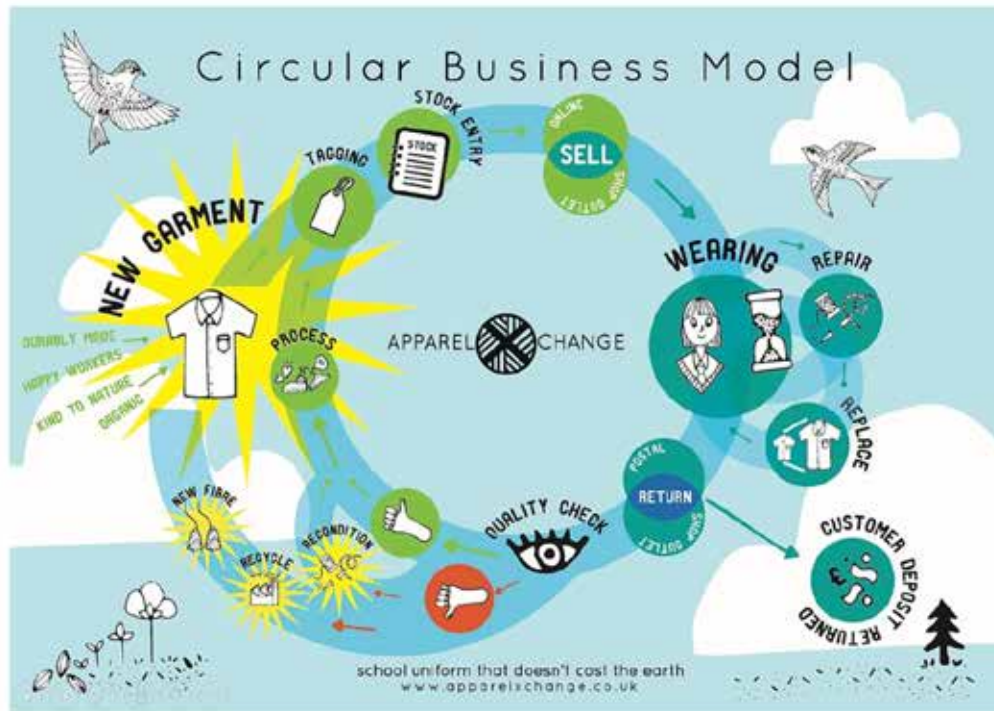 Circular Business Model
NEW GARMENT
DURABLY MADE
HAPPY WORKERS
KIND TO NATURE
ORGANIC
PROCESS
TAGGING
STOCK ENTRY
STOCK
ONLINE
SELL
SHOP OUTLET
WEARING
REPAIR
REPLACE
APPAREL XCHANGE
POSTAL
RETURN
SHOP OUTLET
CUSTOMER DEPOSIT RETURNED
£
QUALITY CHECK
RECONDITION
RECYCLE
NEW FIBRE
school uniform that doesn't cost the earth
www.apparelxchange.co.uk